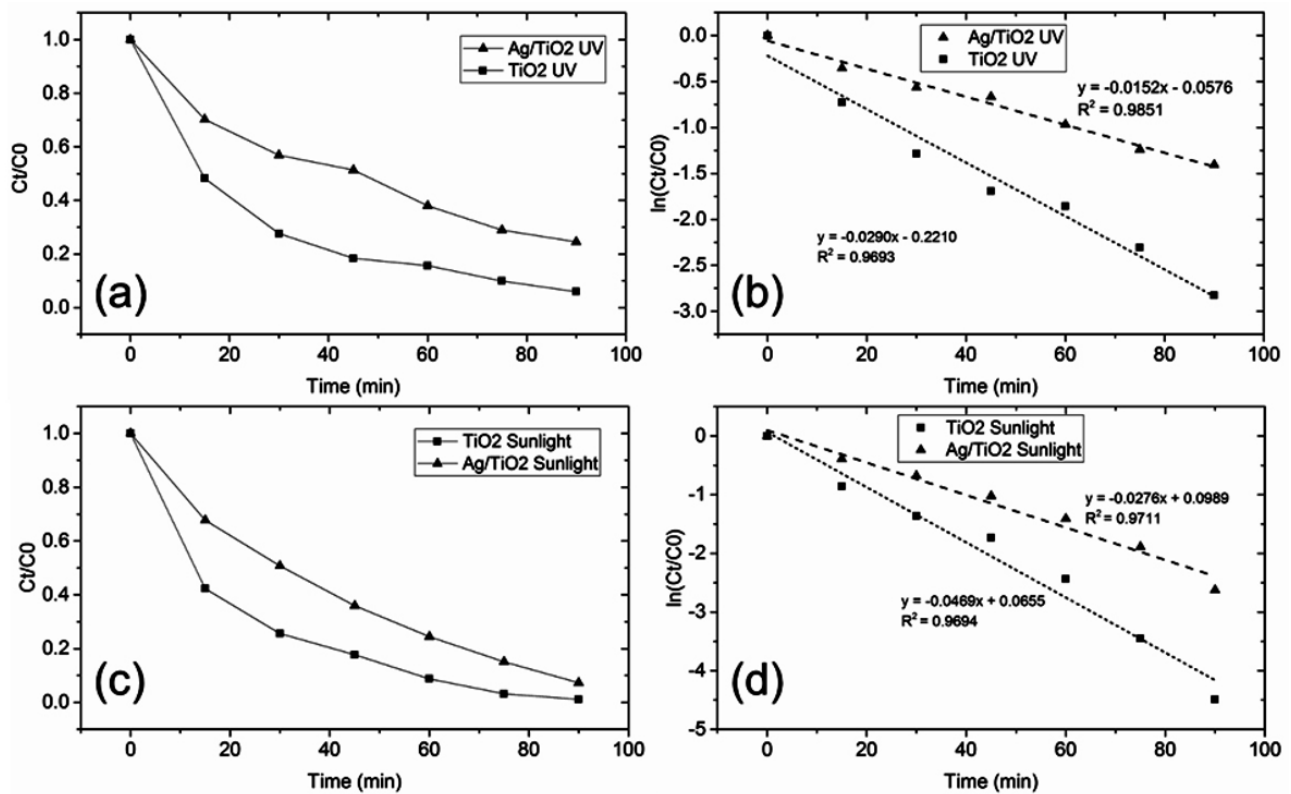 Ct/C0
1.0
0.8
0.6
0.4
0.2
0.0
Ag/TiO2 UV
TiO2 UV
(a)
0 20 40 60 80 100
Time (min)
ln(Ct/C0)
0.0
-0.5
-1.0
-1.5
-2.0
-2.5
-3.0
Ag/TiO2 UV
TiO2 UV
y = -0.0152x - 0.0576
R² = 0.9851
y = -0.0290x - 0.2210
R² = 0.9693
(b)
0 20 40 60 80 100
Time (min)
Ct/C0
1.0
0.8
0.6
0.4
0.2
0.0
TiO2 Sunlight
Ag/TiO2 Sunlight
(c)
0 20 40 60 80 100
Time (min)
ln(Ct/C0)
0
-1
-2
-3
-4
-5
TiO2 Sunlight
Ag/TiO2 Sunlight
y = -0.0276x + 0.0989
R² = 0.9711
y = -0.0469x + 0.0655
R² = 0.9694
(d)
0 20 40 60 80 100
Time (min)